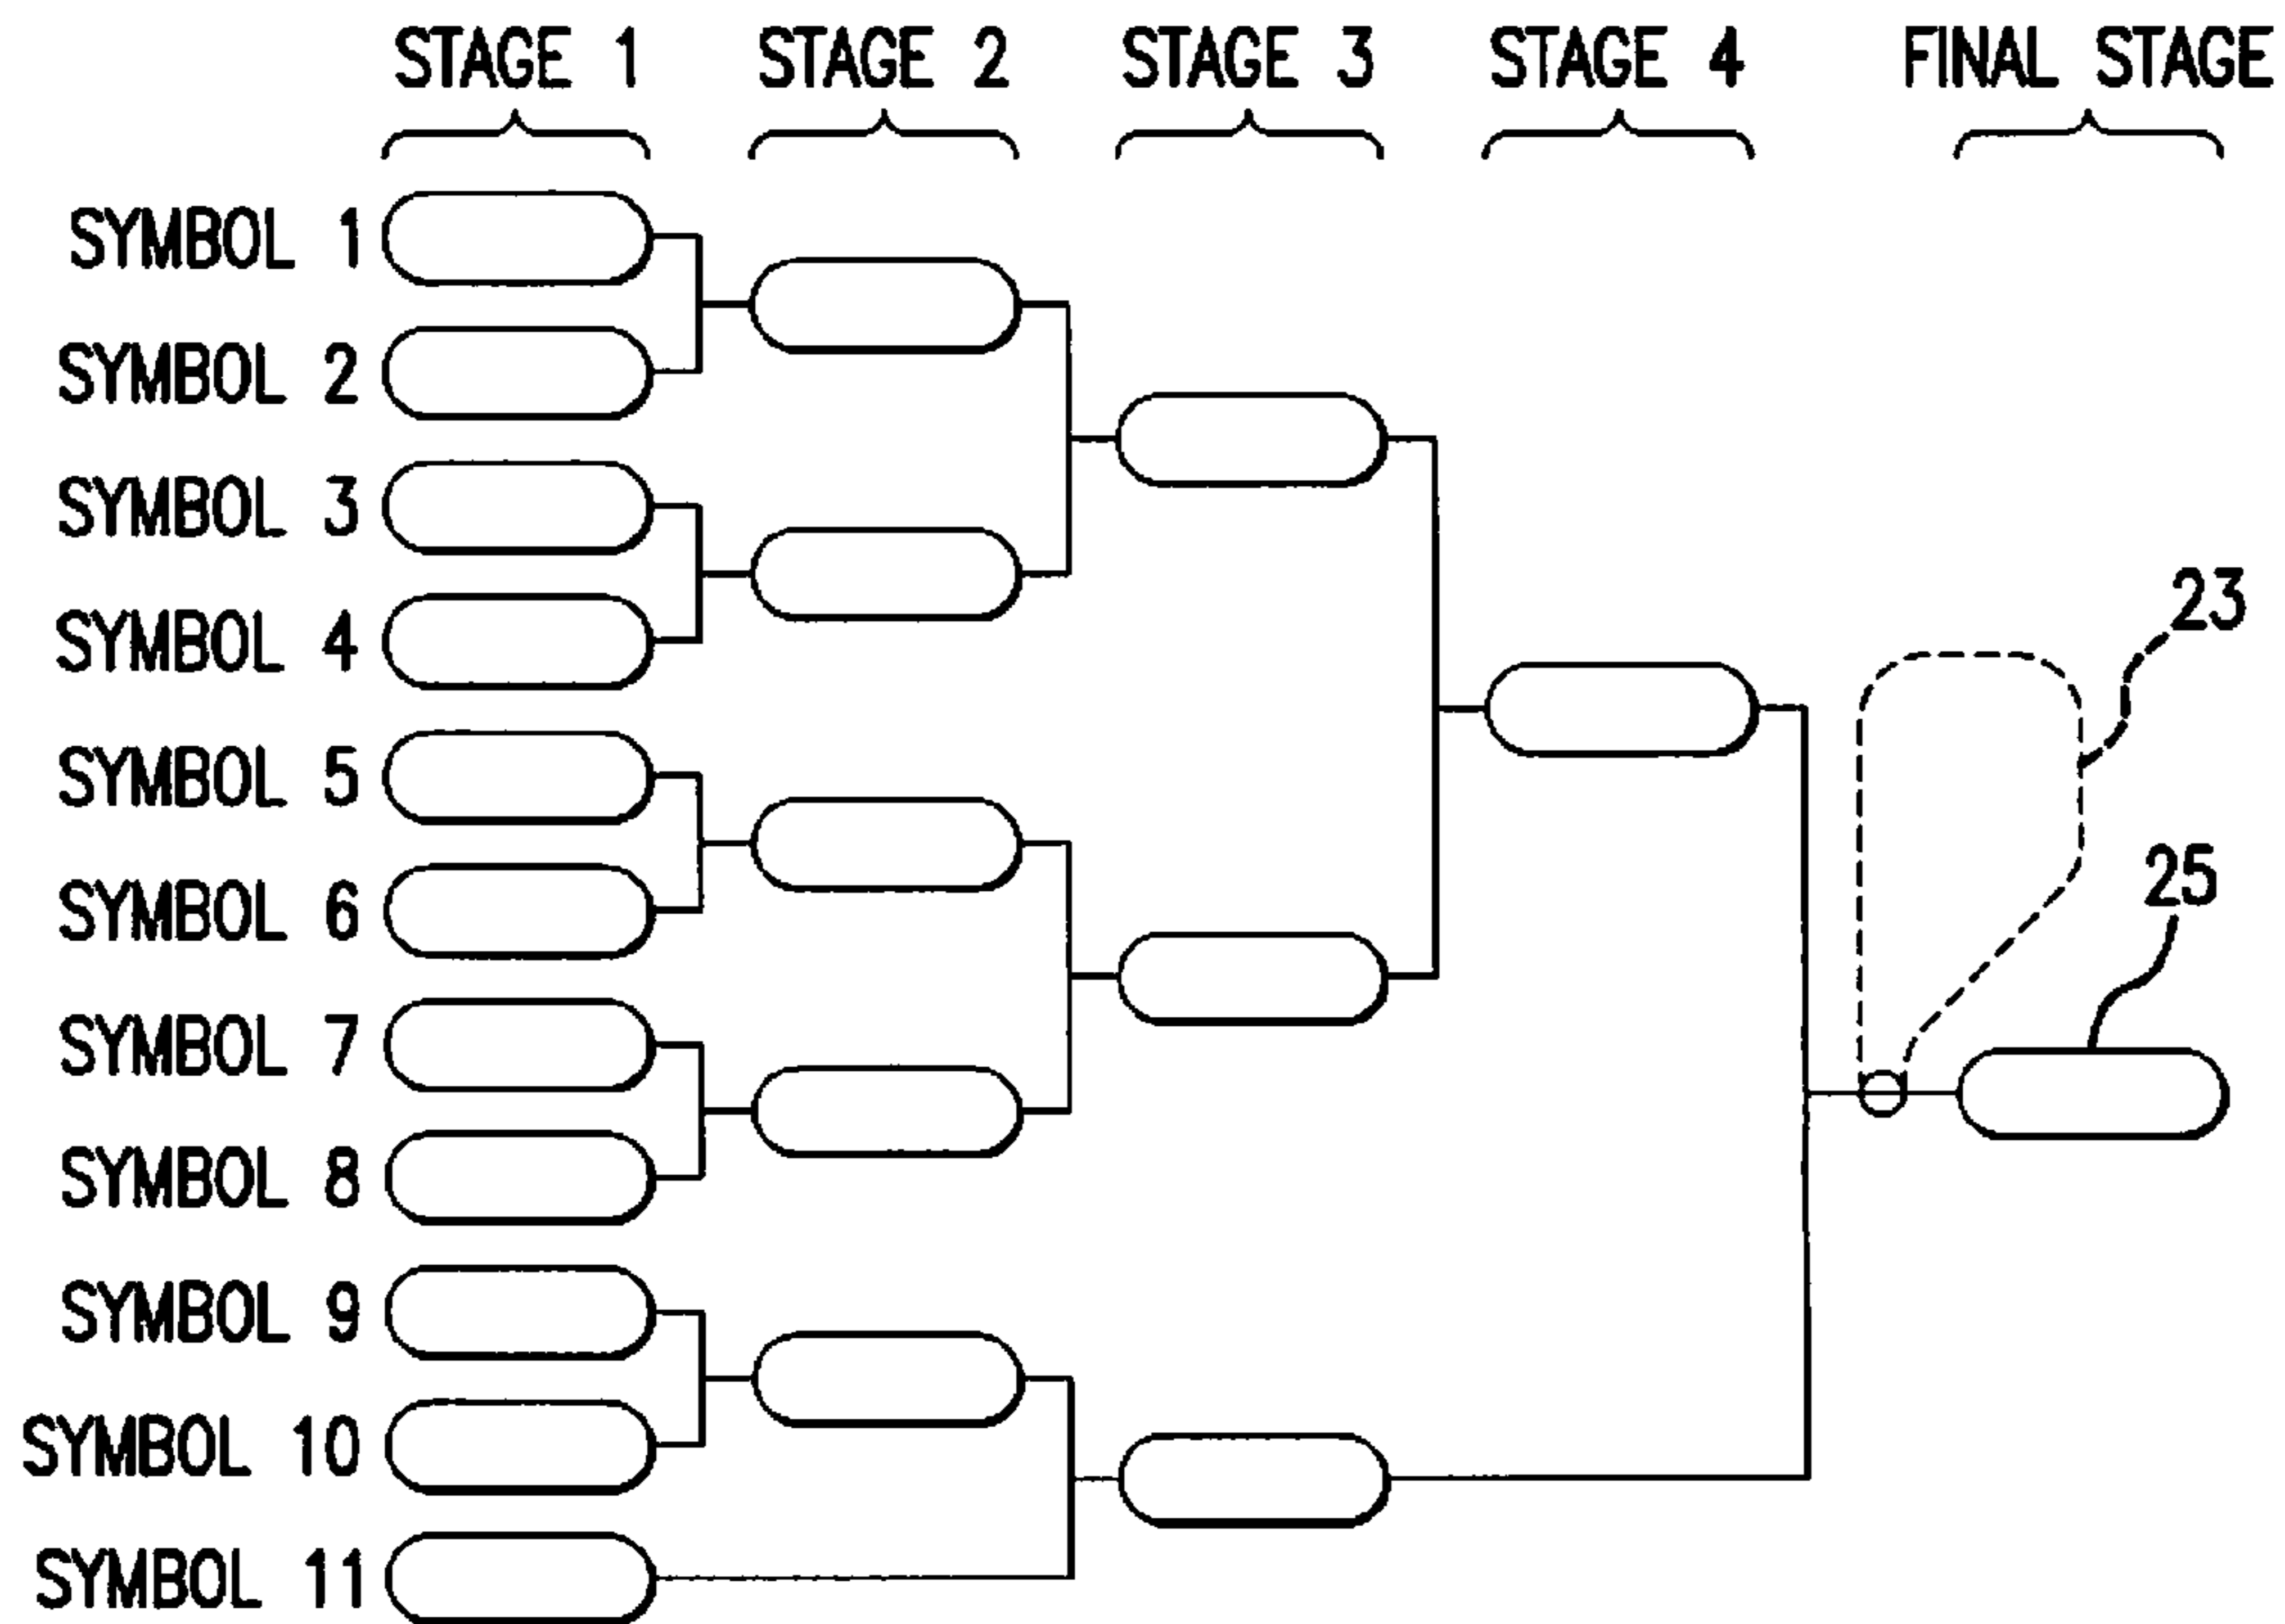 STAGE 1 STAGE 2 STAGE 3 STAGE 4 FINAL STAGE
SYMBOL 1
SYMBOL 2
SYMBOL 3
SYMBOL 4
23
SYMBOL 5
25
SYMBOL 6
SYMBOL 7
SYMBOL 8
SYMBOL 9
SYMBOL 10
SYMBOL 11